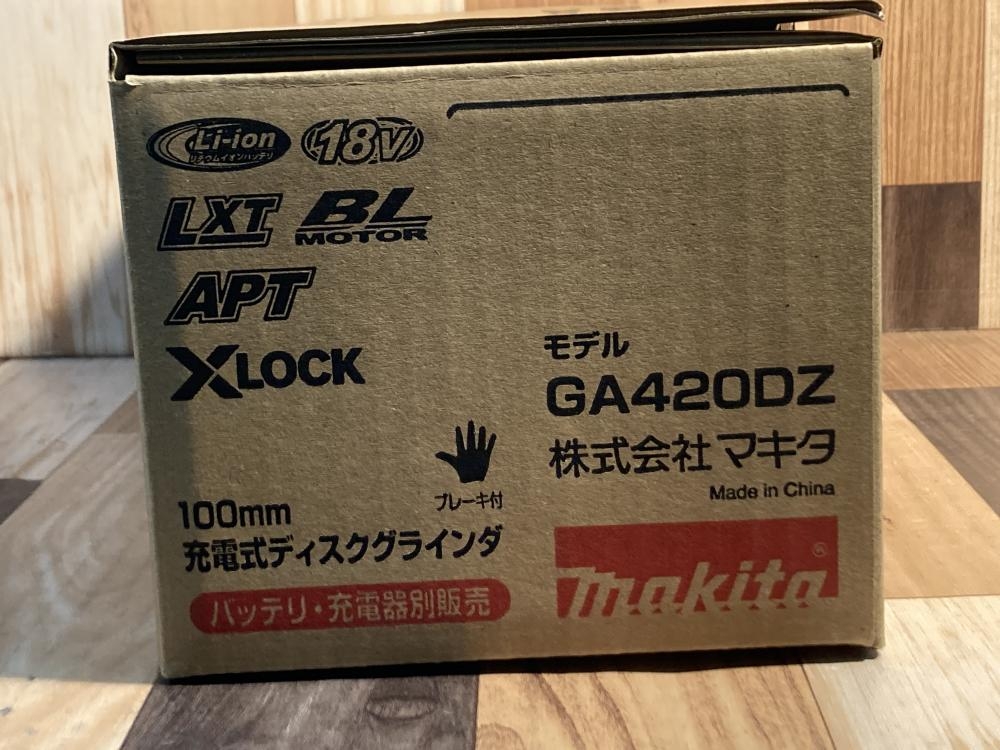 Li-ion
リチウムイオンバッテリ
18V
LXT
BL
MOTOR
APT
XLOCK
モデル
GA420DZ
株式会社マキタ
Made in China
ブレーキ付
100mm
充電式ディスクグラインダ
バッテリ・充電器別販売
makita®